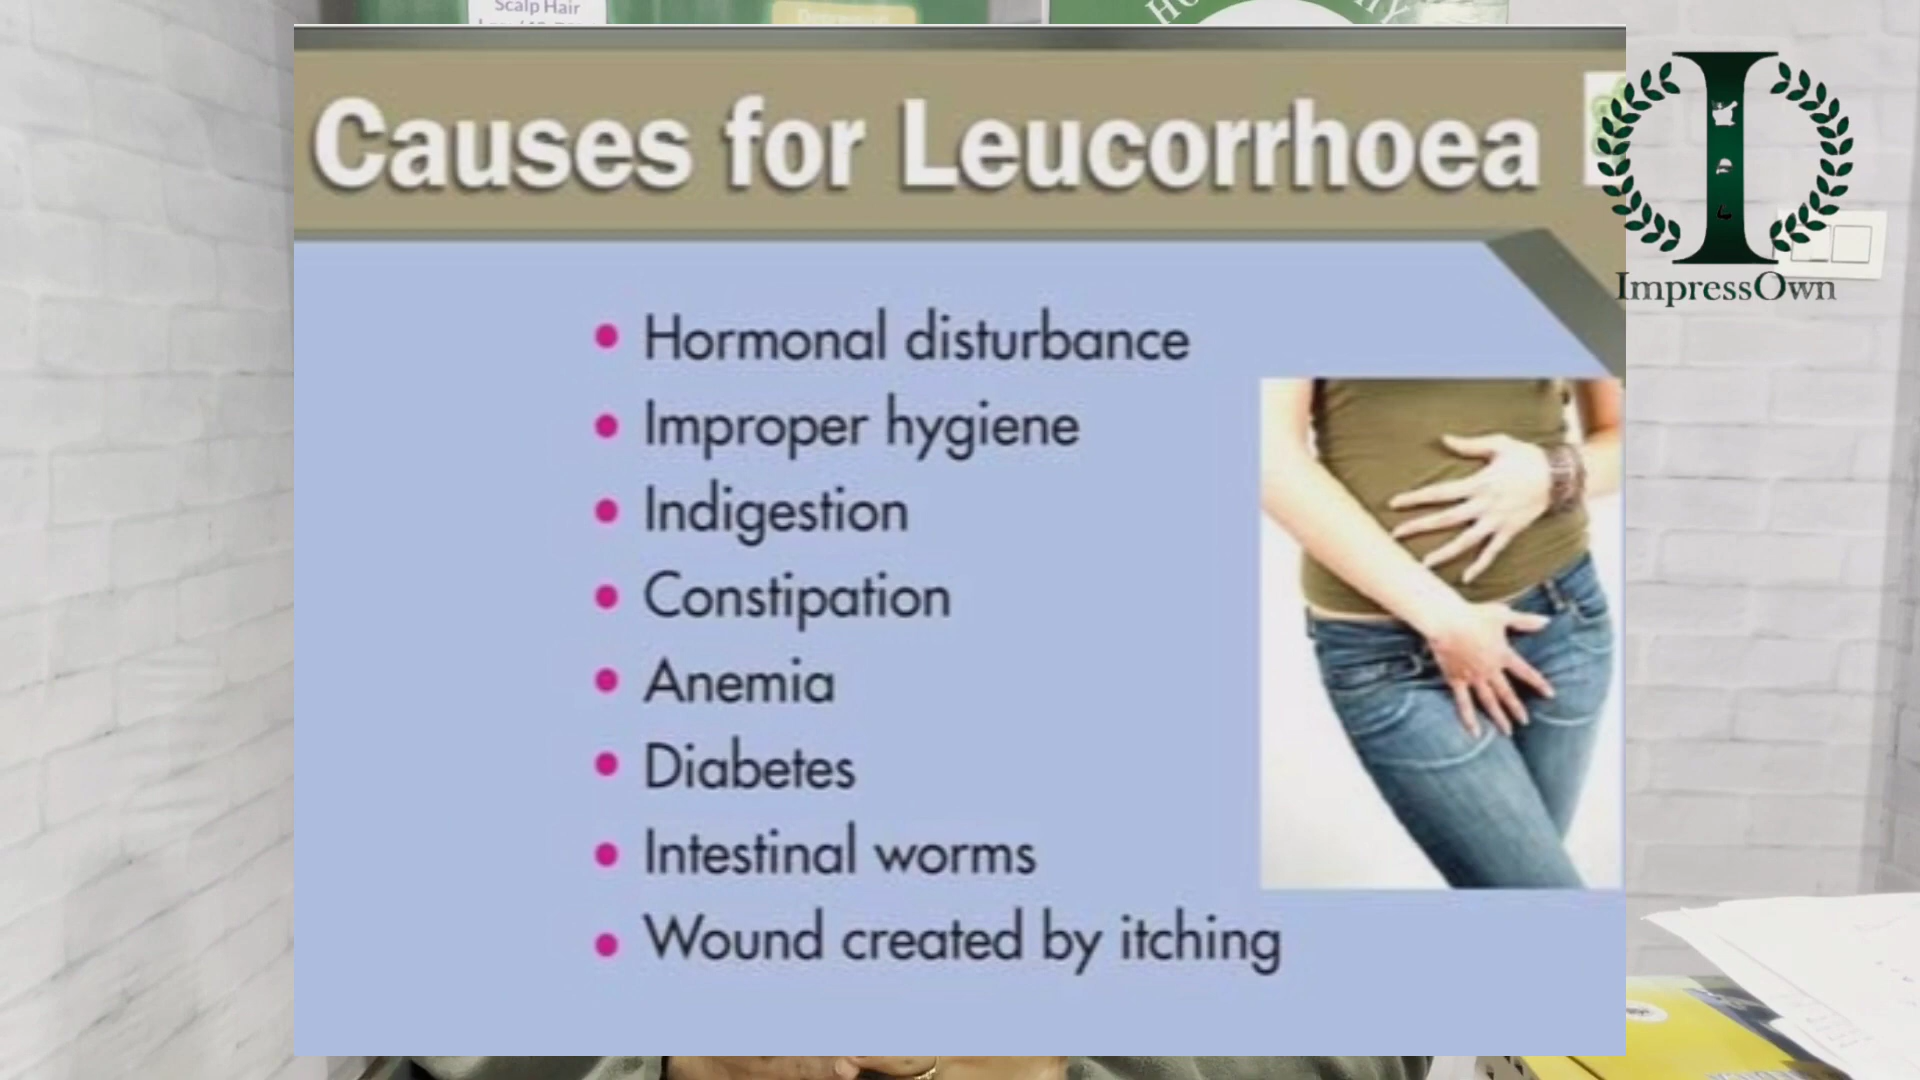 Scalp Hair
Causes for Leucorrhoea
ImpressOwn
• Hormonal disturbance
• Improper hygiene
• Indigestion
• Constipation
• Anemia
• Diabetes
• Intestinal worms
• Wound created by itching